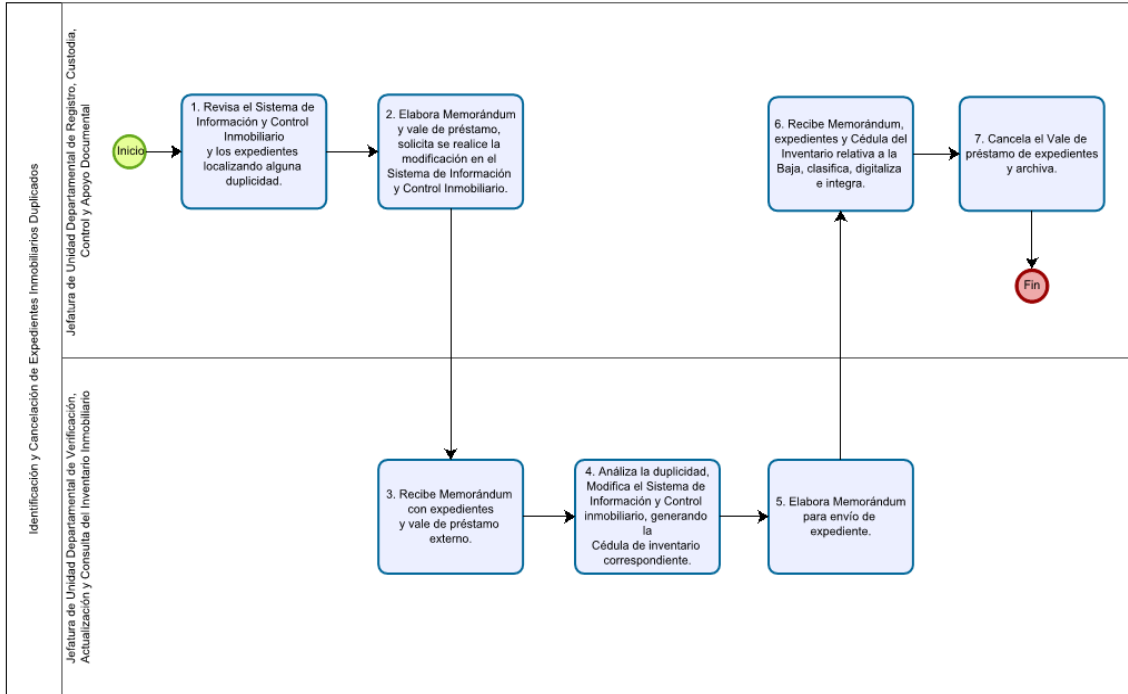 Identificación y Cancelación de Expedientes Inmobiliarios Duplicados
Jefatura de Unidad Departamental de Registro, Custodia,
Control y Apoyo Documental
Inicio
1. Revisa el Sistema de
Información y Control
Inmobiliario
y los expedientes
localizando alguna
duplicidad.
2. Elabora Memorándum
y vale de préstamo,
solicita se realice la
modificación en el
Sistema de Información
y Control Inmobiliario.
6. Recibe Memorándum,
expedientes y Cédula del
Inventario relativa a la
Baja, clasifica, digitaliza
e integra.
7. Cancela el Vale de
préstamo de expedientes
y archiva.
Fin
Jefatura de Unidad Departamental de Verificación,
Actualización y Consulta del Inventario Inmobiliario
3. Recibe Memorándum
con expedientes
y vale de préstamo
externo.
4. Análiza la duplicidad,
Modifica el Sistema de
Información y Control
inmobiliario, generando
la
Cédula de inventario
correspondiente.
5. Elabora Memorándum
para envío de
expediente.